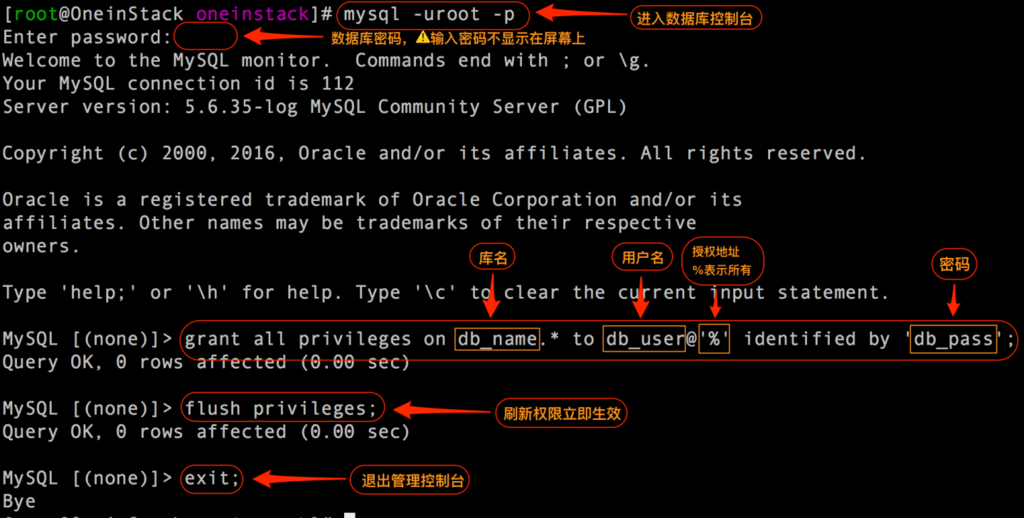 [root@OneinStack oneinstack]# mysql -uroot -p 进入数据库控制台
Enter password: 数据库密码，⚠输入密码不显示在屏幕上
Welcome to the MySQL monitor.  Commands end with ; or \g.
Your MySQL connection id is 112
Server version: 5.6.35-log MySQL Community Server (GPL)
Copyright (c) 2000, 2016, Oracle and/or its affiliates. All rights reserved.
Oracle is a registered trademark of Oracle Corporation and/or its
affiliates. Other names may be trademarks of their respective
owners.
库名 用户名 授权地址
%表示所有
密码
Type 'help;' or '\h' for help. Type '\c' to clear the current input statement.
MySQL [(none)]> grant all privileges on db_name.* to db_user@'%' identified by 'db_pass';
Query OK, 0 rows affected (0.00 sec)
MySQL [(none)]> flush privileges; 刷新权限立即生效
Query OK, 0 rows affected (0.00 sec)
MySQL [(none)]> exit; 退出管理控制台
Bye